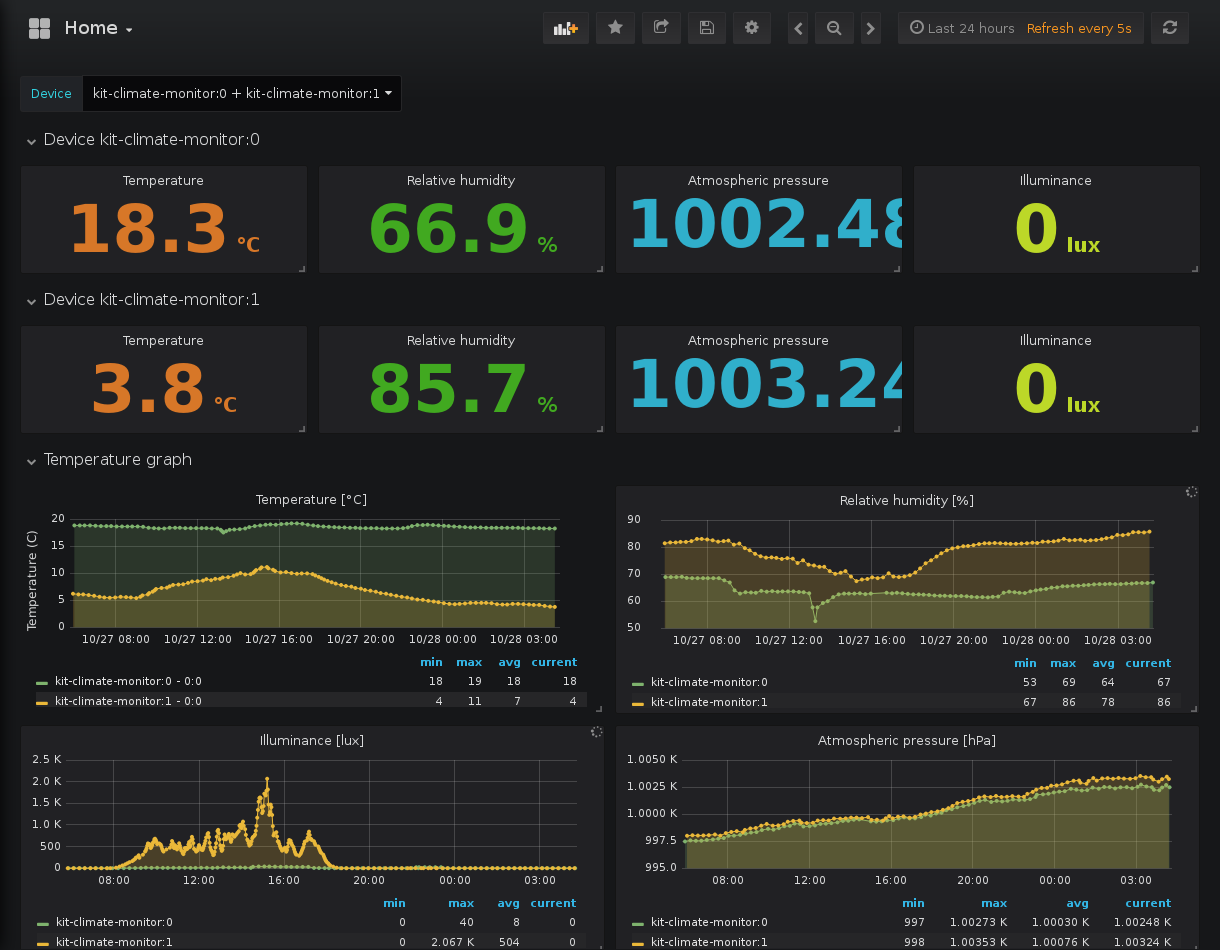 Home
Last 24 hours Refresh every 5s
Device kit-climate-monitor:0 + kit-climate-monitor:1
Device kit-climate-monitor:0
Temperature Relative humidity Atmospheric pressure Illuminance
18.3 °C 66.9 % 1002.48 0 lux
Device kit-climate-monitor:1
Temperature Relative humidity Atmospheric pressure Illuminance
3.8 °C 85.7 % 1003.24 0 lux
Temperature graph
Temperature [°C]
Temperature (C)
20
15
10
5
0
10/27 08:00 10/27 12:00 10/27 16:00 10/27 20:00 10/28 00:00 10/28 03:00
min max avg current
kit-climate-monitor:0 - 0:0 18 19 18 18
kit-climate-monitor:1 - 0:0 4 11 7 4
Relative humidity [%]
90
80
70
60
50
10/27 08:00 10/27 12:00 10/27 16:00 10/27 20:00 10/28 00:00 10/28 03:00
min max avg current
kit-climate-monitor:0 53 69 64 67
kit-climate-monitor:1 67 86 78 86
Illuminance [lux]
2.5 K
2.0 K
1.5 K
1.0 K
500
0
08:00 12:00 16:00 20:00 00:00 03:00
min max avg current
kit-climate-monitor:0 0 40 8 0
kit-climate-monitor:1 0 2.067 K 504 0
Atmospheric pressure [hPa]
1.0050 K
1.0025 K
1.0000 K
997.5
995.0
08:00 12:00 16:00 20:00 00:00 03:00
min max avg current
kit-climate-monitor:0 997 1.00273 K 1.00030 K 1.00248 K
kit-climate-monitor:1 998 1.00353 K 1.00076 K 1.00324 K